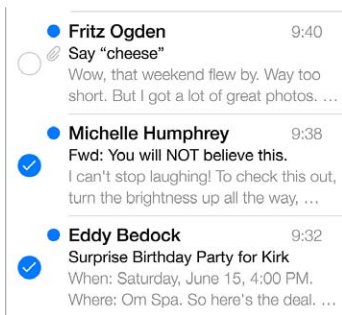 Fritz Ogden 9:40
Say “cheese”
Wow, that weekend flew by. Way too
short. But I got a lot of great photos. …
Michelle Humphrey 9:38
Fwd: You will NOT believe this.
I can't stop laughing! To check this out,
turn the brightness up all the way, …
Eddy Bedock 9:32
Surprise Birthday Party for Kirk
When: Saturday, June 15, 4:00 PM.
Where: Om Spa. So here's the deal. …